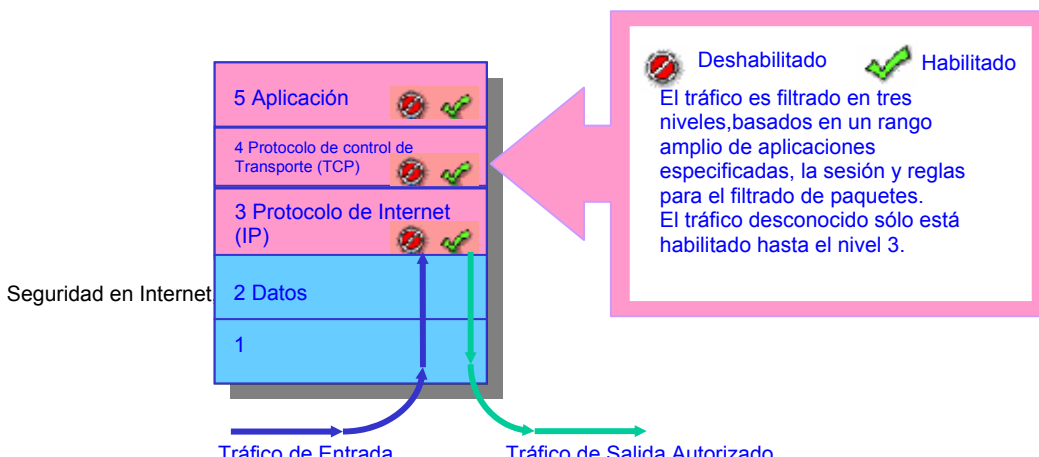 Deshabilitado
Habilitado
El tráfico es filtrado en tres
niveles,basados en un rango
amplio de aplicaciones
especificadas, la sesión y reglas
para el filtrado de paquetes.
El tráfico desconocido sólo está
habilitado hasta el nivel 3.
5 Aplicación
4 Protocolo de control de
Transporte (TCP)
3 Protocolo de Internet
(IP)
Seguridad en Internet
2 Datos
1
Tráfico de Entrada
Tráfico de Salida Autorizado